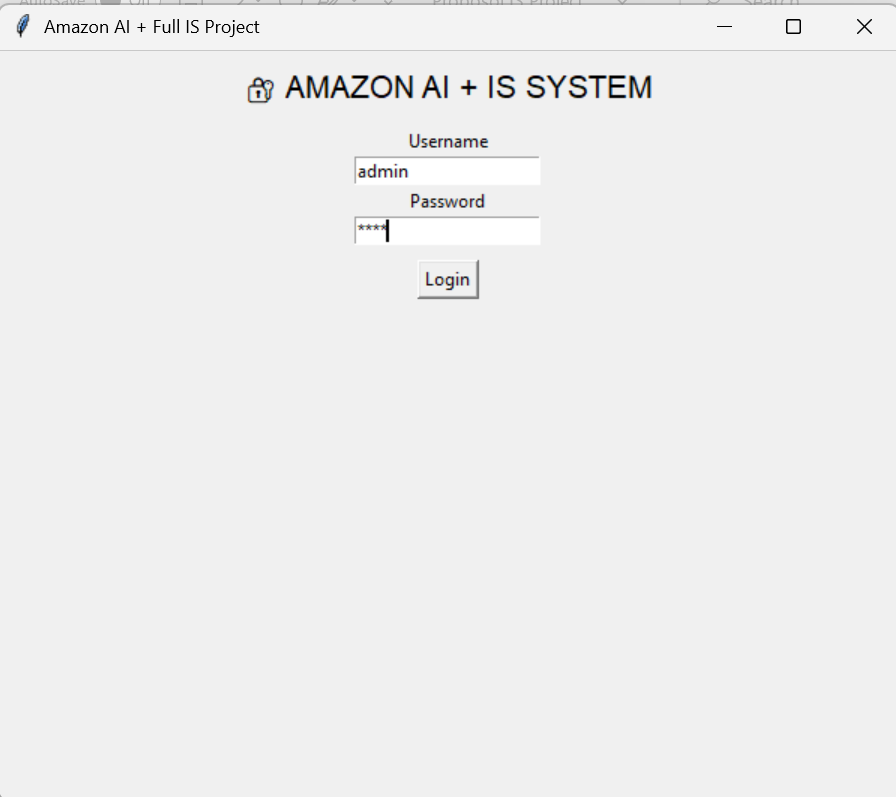 Amazon AI + Full IS Project
🔐 AMAZON AI + IS SYSTEM
Username
admin
Password
****
Login